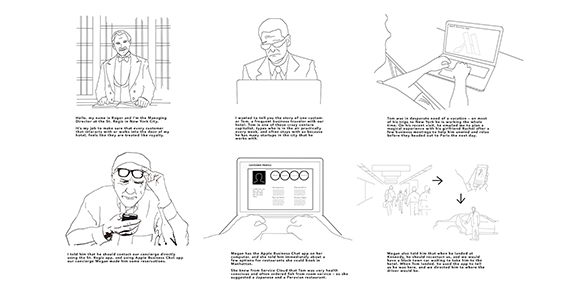 Hello, my name is Roger and I'm the Managing
Director at the St. Regis in New York City.
It's my job to make sure that every customer
that interacts with or walks into the door of my
hotel, feels like they are treated like royalty.
I wanted to tell you the story of one custom-
er Tom, a frequent business traveler with our
hotel. Tom is one of those crazy venture
capitalist types who is in the air practically
every week, and often stays with us because
he has many startups in the city that he
works with.
Tom was in desperate need of a vacation – as most
of his trips to New York he is working the whole
time. On his recent visit, he emailed me to plan a
magical experience with his girlfriend Rachel after a
few business meetings to help him unwind and relax
before they headed out to Paris the next day.
I told him that he should contact our concierge directly
using the St. Regis app, and using Apple Business Chat app
our concierge Megan made him some reservations.
CUSTOMER PROFILE
Megan has the Apple Business Chat app on her
computer, and she told him immediately about a
few options for restaurants she could book in
Manhattan.
She knew from Service Cloud that Tom was very health
conscious and often ordered fish from room service – so she
suggested a Japanese and a Peruvian restaurant.
Megan also told him that when he landed at
Kennedy, he should reconnect on, and we would
have a black town car waiting to take him to the
hotel. When Tom landed, he used the app to tell
us he was here, and we directed him to where the
driver would be.